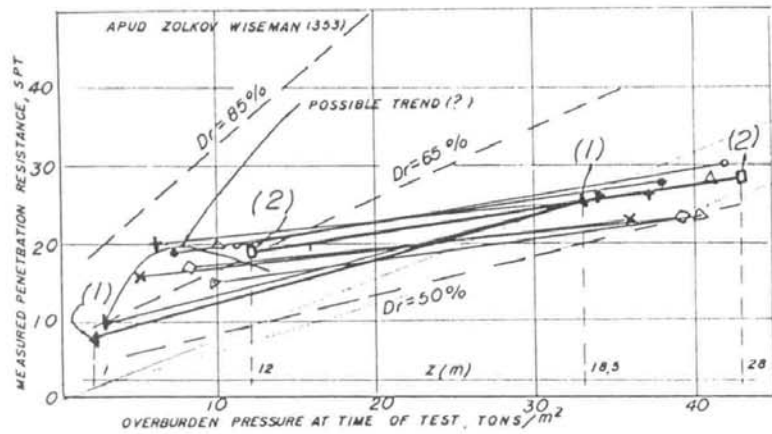 APUD ZOLKOV WISEMAN (353)
MEASURED PENETRATION RESISTANCE, SPT
40
30
20
10
0
POSSIBLE TREND (?)
Dr=85%
Dr=65%
Dr=50%
(1)
(2)
(1)
(2)
12
z(m)
18,5
28
10
20
30
40
OVERBURDEN PRESSURE AT TIME OF TEST, TONS/m²